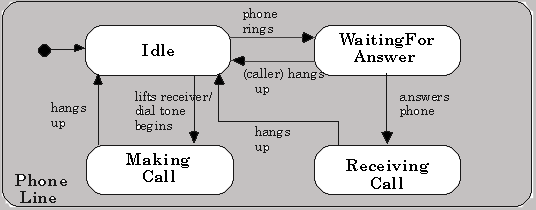 phone
rings
Idle
WaitingFor
Answer
(caller) hangs
up
lifts receiver/
dial tone
begins
hangs
up
answers
phone
hangs
up
Making
Call
Receiving
Call
Phone
Line